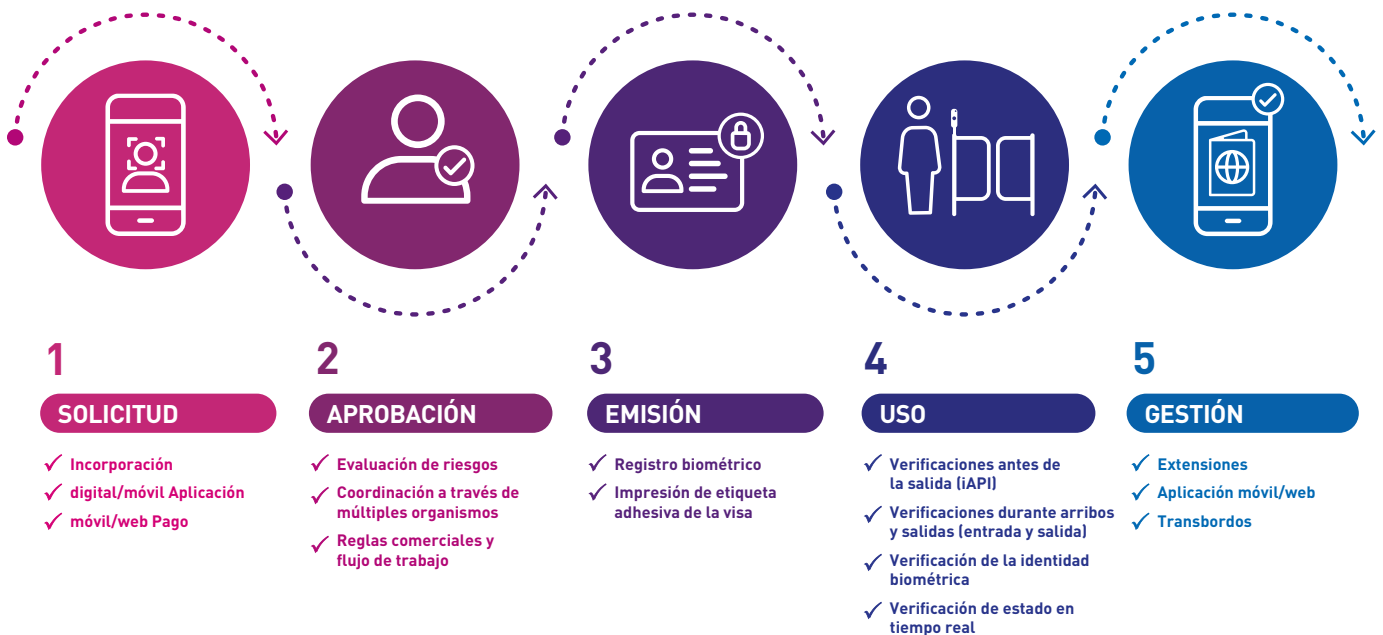 1
SOLICITUD
Incorporación
digital/móvil Aplicación
móvil/web Pago
2
APROBACIÓN
Evaluación de riesgos
Coordinación a través de
múltiples organismos
Reglas comerciales y
flujo de trabajo
3
EMISIÓN
Registro biométrico
Impresión de etiqueta
adhesiva de la visa
4
USO
Verificaciones antes de
la salida (iAPI)
Verificaciones durante arribos
y salidas (entrada y salida)
Verificación de la identidad
biométrica
Verificación de estado en
tiempo real
5
GESTIÓN
Extensiones
Aplicación móvil/web
Transbordos